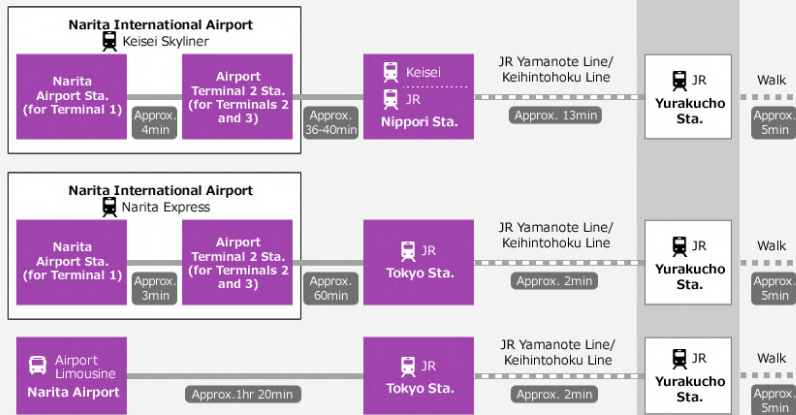 Narita International Airport
Keisei Skyliner
Narita
Airport Sta.
(for Terminal 1)
Approx.
4min
Airport
Terminal 2 Sta.
(for Terminals 2
and 3)
Approx.
36-40min
Keisei
JR
Nippori Sta.
JR Yamanote Line/
Keihintohoku Line
Approx. 13min
JR
Yurakucho
Sta.
Walk
Approx.
5min
Narita International Airport
Narita Express
Narita
Airport Sta.
(for Terminal 1)
Approx.
3min
Airport
Terminal 2 Sta.
(for Terminals 2
and 3)
Approx.
60min
JR
Tokyo Sta.
JR Yamanote Line/
Keihintohoku Line
Approx. 2min
JR
Yurakucho
Sta.
Walk
Approx.
5min
Airport
Limousine
Narita Airport
Approx.1hr 20min
JR
Tokyo Sta.
JR Yamanote Line/
Keihintohoku Line
Approx. 2min
JR
Yurakucho
Sta.
Walk
Approx.
5min